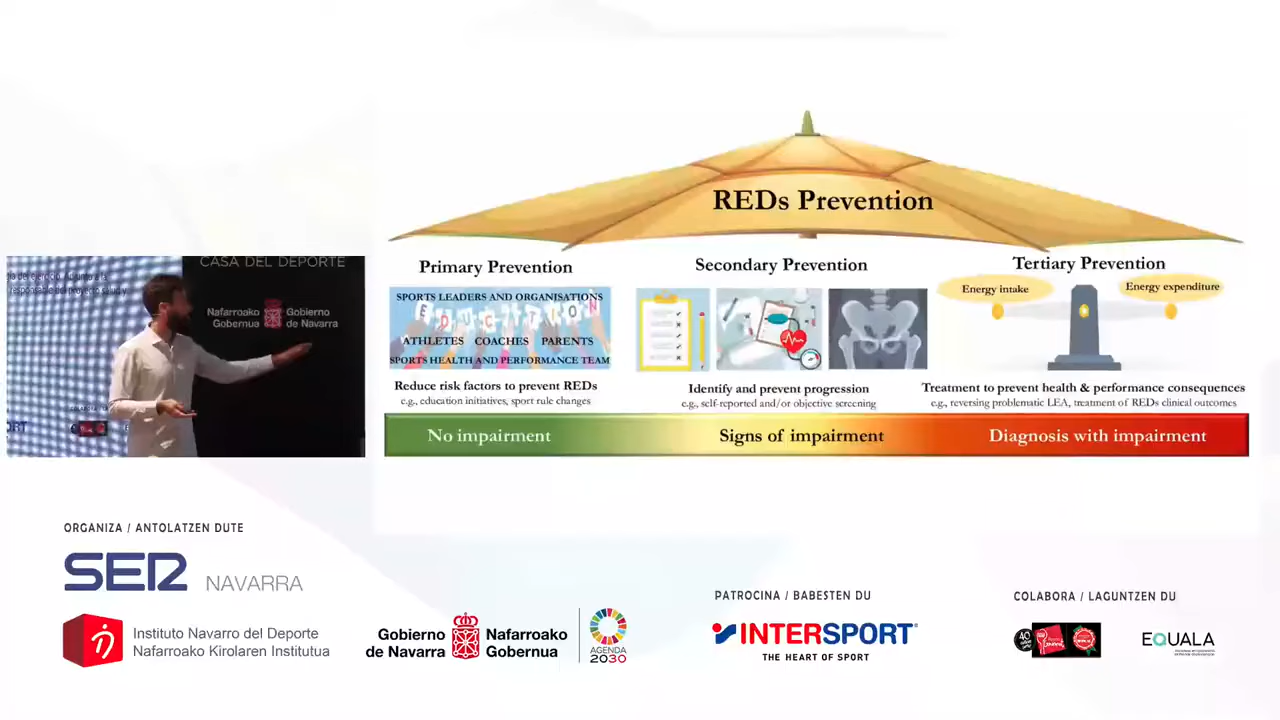 REDs Prevention
Primary Prevention
SPORTS LEADERS AND ORGANISATIONS
EDUCATION
ATHLETES COACHES PARENTS
SPORTS HEALTH AND PERFORMANCE TEAM
Reduce risk factors to prevent REDs
e.g., education initiatives, sport rule changes
Secondary Prevention
Identify and prevent progression
e.g., self-reported and/or objective screening
Tertiary Prevention
Energy intake
Energy expenditure
Treatment to prevent health & performance consequences
e.g., reversing problematic LEA, treatment of REDs clinical outcomes
No impairment
Signs of impairment
Diagnosis with impairment
CASA DEL DEPORTE
Nafarroako Gobierno
Gobernua de Navarra
ORGANIZA / ANTOLATZEN DUTE
SER NAVARRA
Instituto Navarro del Deporte
Nafarroako Kirolaren Institutua
Gobierno Nafarroako
de Navarra Gobernua
AGENDA
2030
PATROCINA / BABESTEN DU
INTERSPORT
THE HEART OF SPORT
COLABORA / LAGUNTZEN DU
40
EQUALA